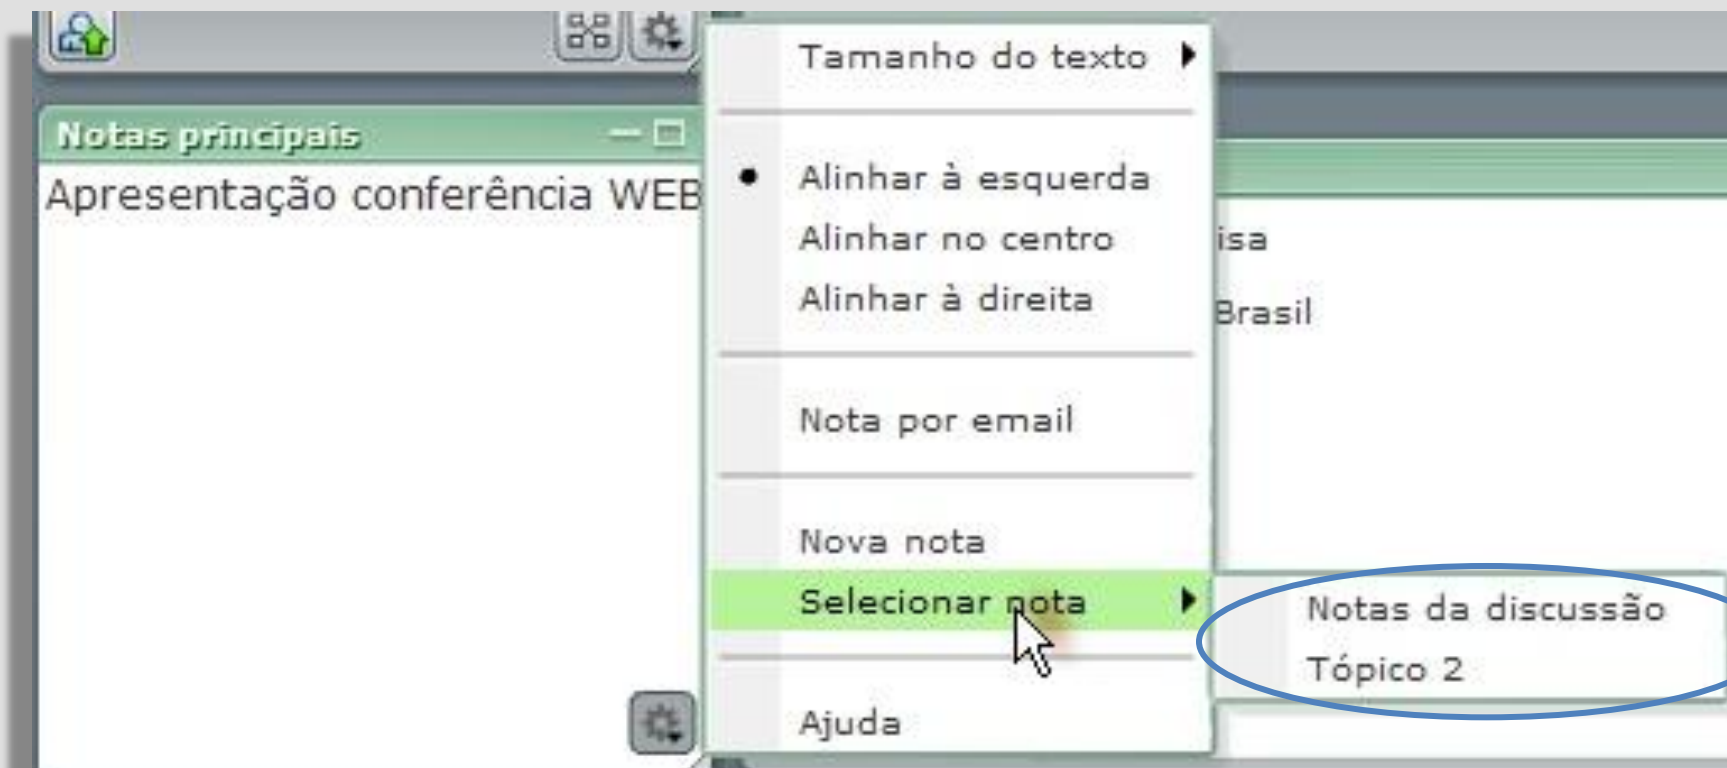 Notas principais
Apresentação conferência WEB
Tamanho do texto
Alinhar à esquerda
Alinhar no centro
Alinhar à direita
Nota por email
Nova nota
Selecionar nota
Ajuda
isa
Brasil
Notas da discussão
Tópico 2